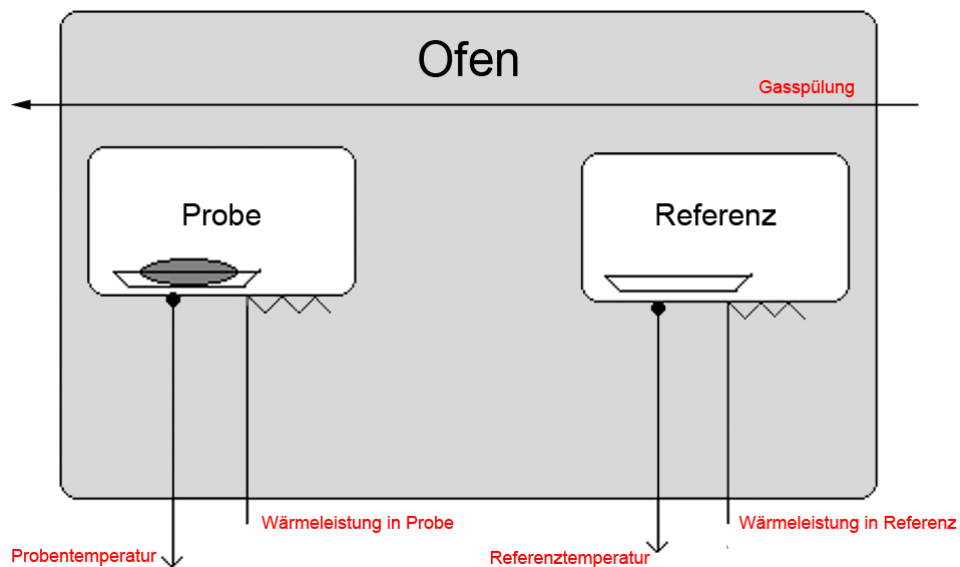 Ofen
Gasspülung
Probe
Referenz
Wärmeleistung in Probe
Wärmeleistung in Referenz
Probentemperatur
Referenztemperatur